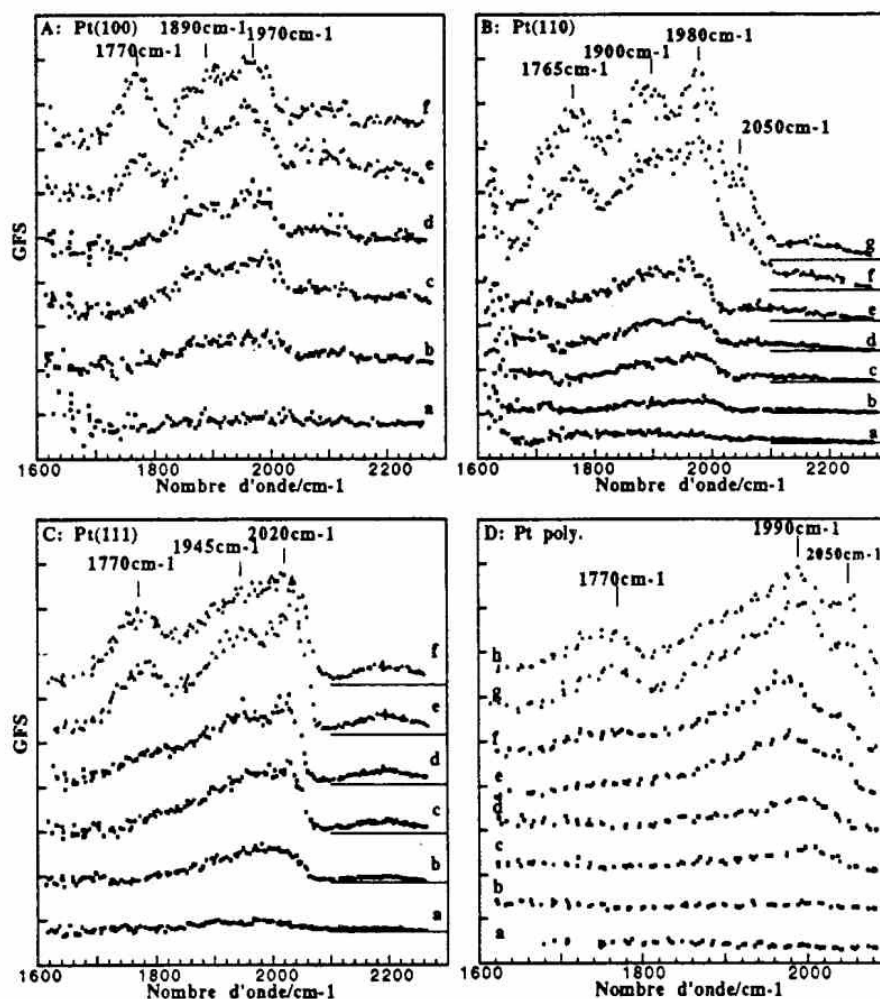 A: Pt(100)
1890cm-1
1970cm-1
1770cm-1
f
e
d
c
b
a
GFS
1600
1800
2000
2200
Nombre d'onde/cm-1
B: Pt(110)
1980cm-1
1900cm-1
1765cm-1
2050cm-1
g
f
e
d
c
b
a
1600
1800
2000
2200
Nombre d'onde/cm-1
C: Pt(111)
2020cm-1
1945cm-1
1770cm-1
f
e
d
c
b
a
GFS
1600
1800
2000
2200
Nombre d'onde/cm-1
D: Pt poly.
1990cm-1
2050cm-1
1770cm-1
h
g
f
e
d
c
b
a
1600
1800
2000
Nombre d'onde/cm-1